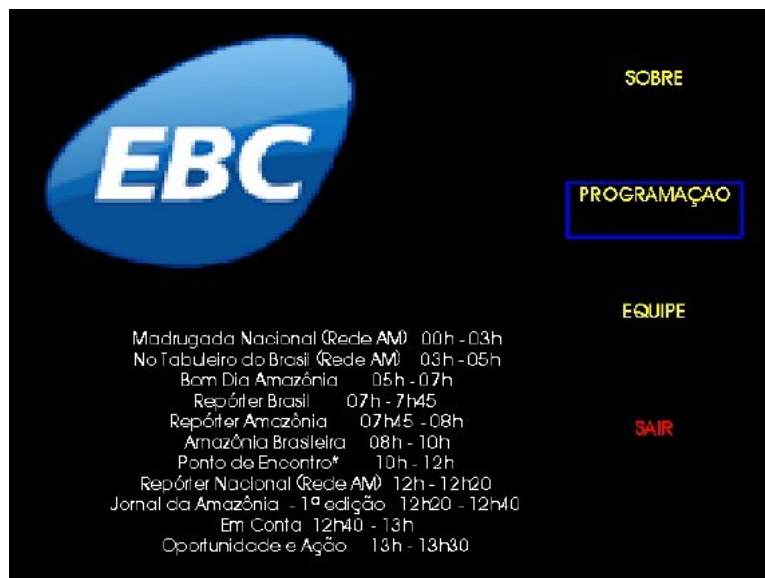 EBC
SOBRE
PROGRAMAÇAO
EQUIPE
SAIR
Madrugada Nacional (Rede AM) 00h - 03h
No Tabuleiro do Brasil (Rede AM) 03h - 05h
Bom Dia Amazônia 05h - 07h
Repórter Brasil 07h - 7h45
Repórter Amazônia 07h45 - 08h
Amazônia Brasileira 08h - 10h
Ponto de Encontro* 10h - 12h
Repórter Nacional (Rede AM) 12h - 12h20
Jornal da Amazônia - 1ª edição 12h20 - 12h40
Em Conta 12h40 - 13h
Oportunidade e Ação 13h - 13h30